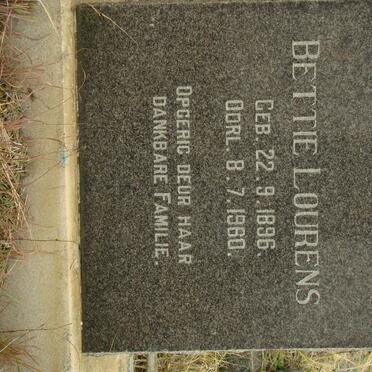 BETTIE LOURENS
GEB. 22.9.1896.
OORL. 8.7.1960.
OPGERIG DEUR HAAR
DANKBARE FAMILIE.